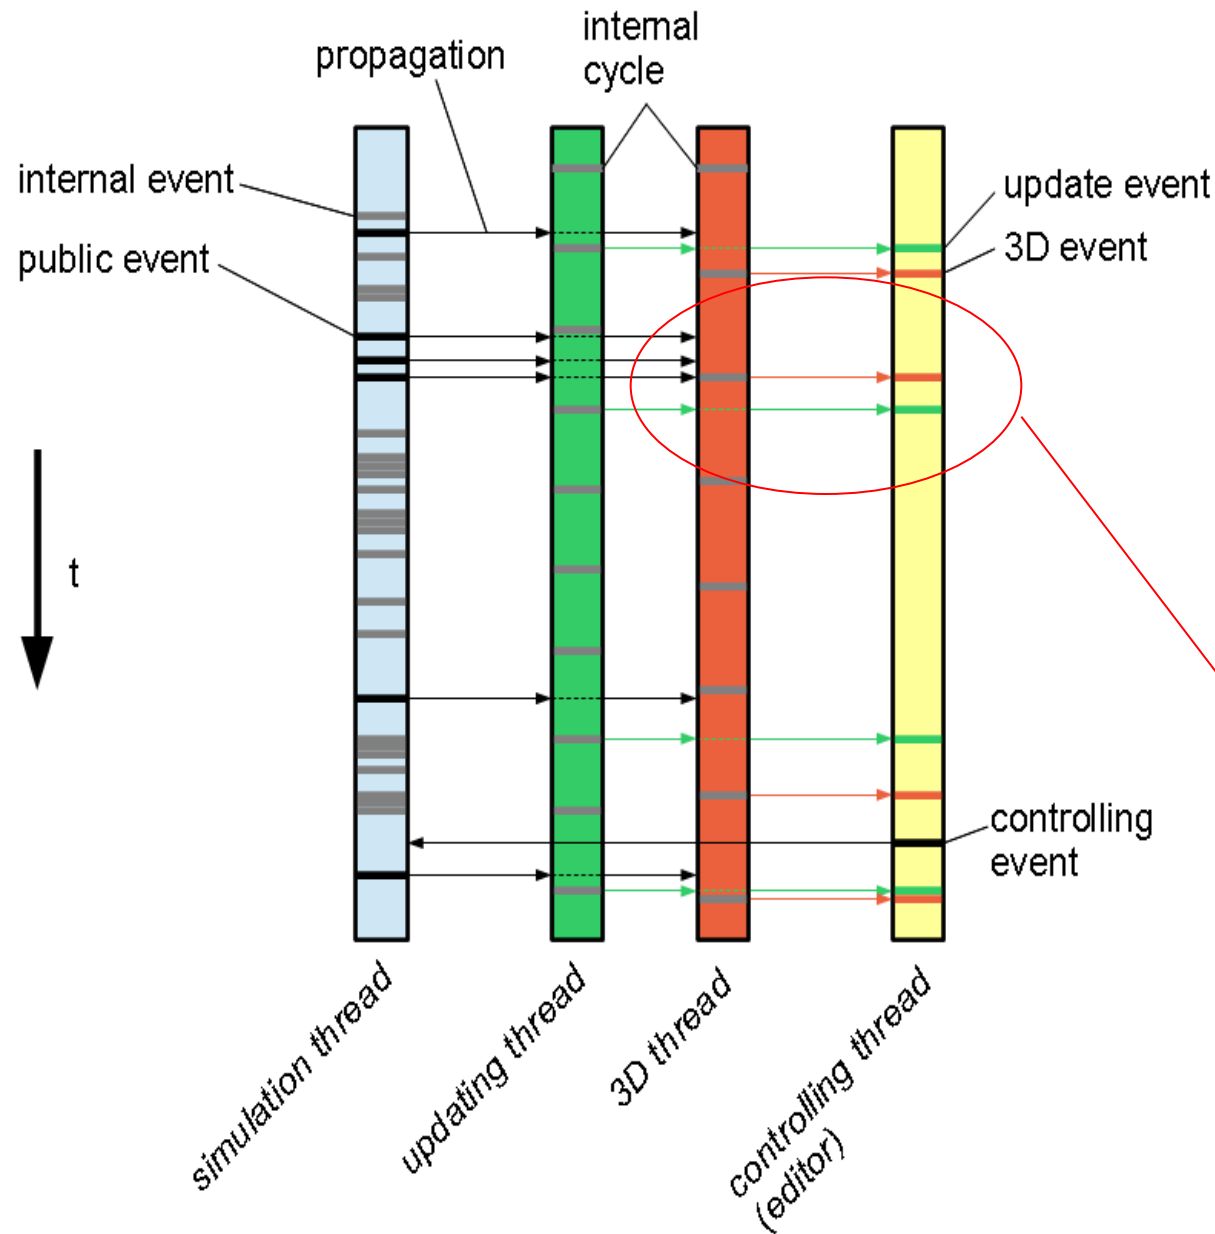 internal
cycle
propagation
internal event
public event
update event
3D event
t
controlling
event
simulation thread
updating thread
3D thread
controlling thread
(editor)